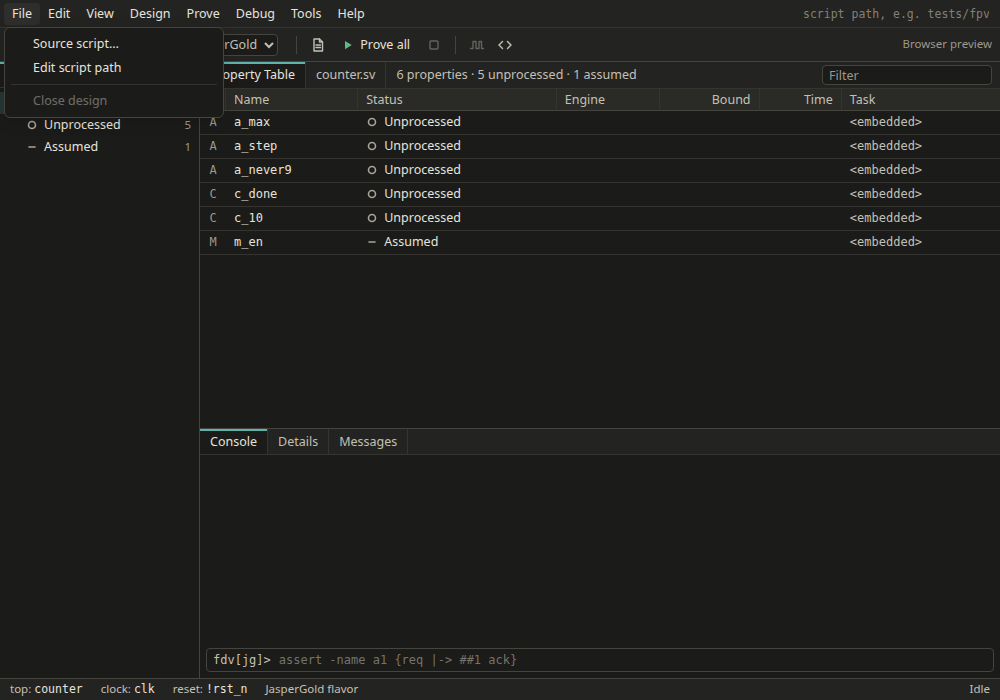 File Edit View Design Prove Debug Tools Help script path, e.g. tests/fpv
Source script...
Edit script path
Close design
rGold Prove all Browser preview
operty Table counter.sv 6 properties · 5 unprocessed · 1 assumed Filter
Name Status Engine Bound Time Task
Unprocessed 5
Assumed 1
A a_max Unprocessed <embedded>
A a_step Unprocessed <embedded>
A a_never9 Unprocessed <embedded>
C c_done Unprocessed <embedded>
C c_10 Unprocessed <embedded>
M m_en Assumed <embedded>
Console Details Messages
fdv[jg]> assert -name a1 {req |-> ##1 ack}
top: counter clock: clk reset: !rst_n JasperGold flavor Idle